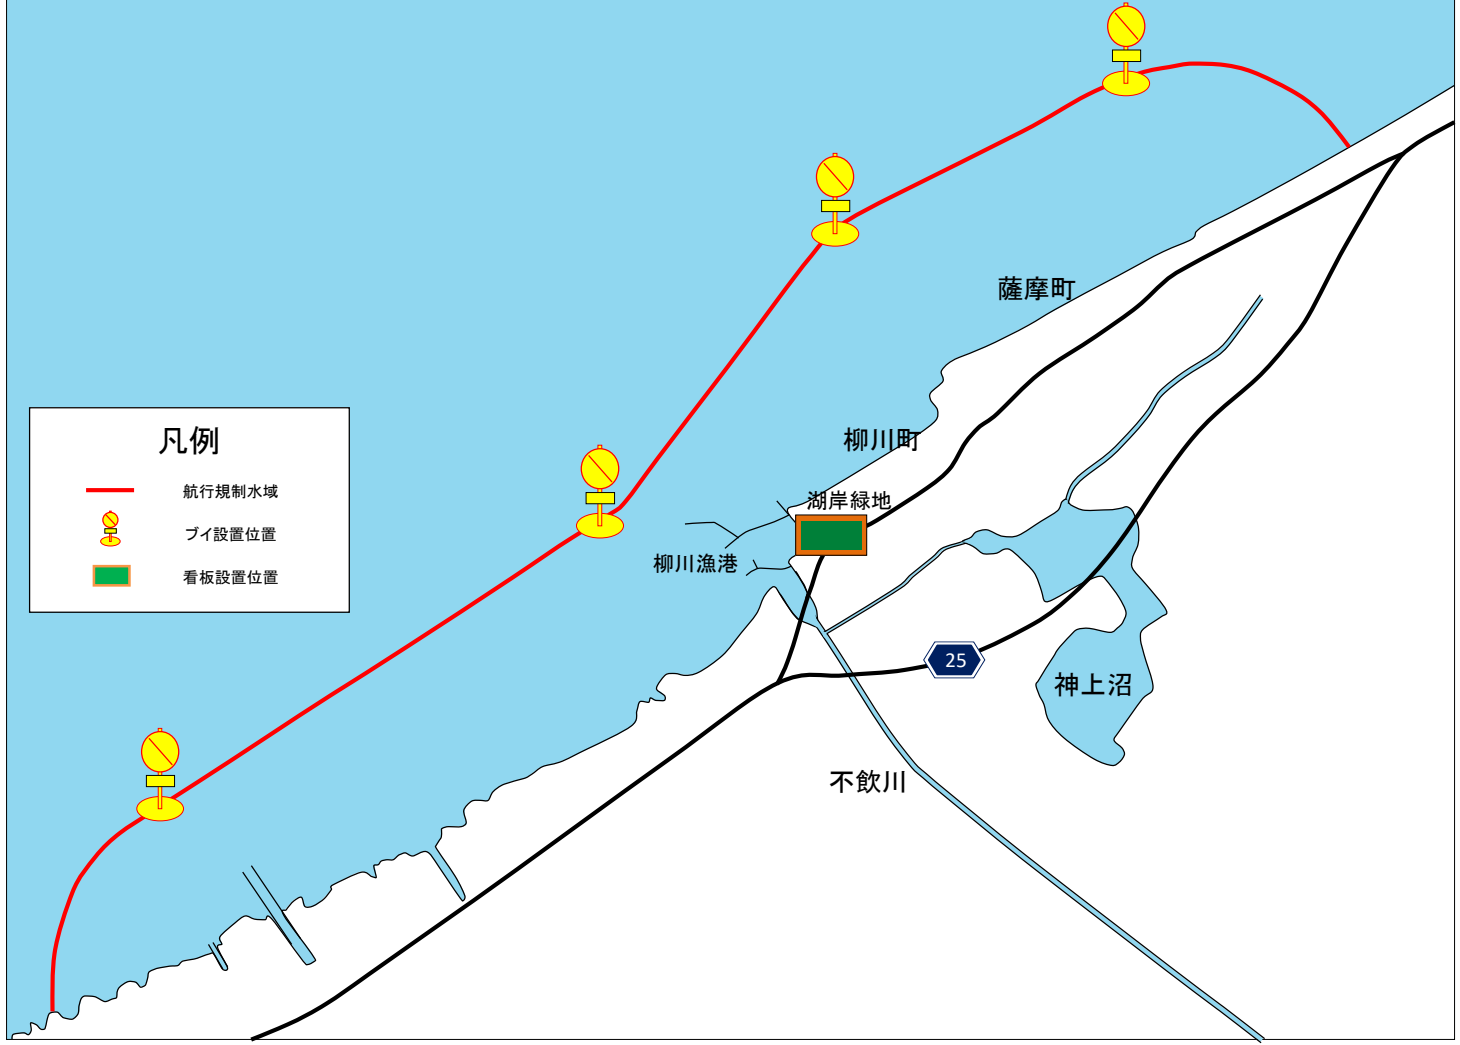 薩摩町
柳川町
凡例
航行規制水域
ブイ設置位置
看板設置位置
湖岸緑地
柳川漁港
25
神上沼
不飲川